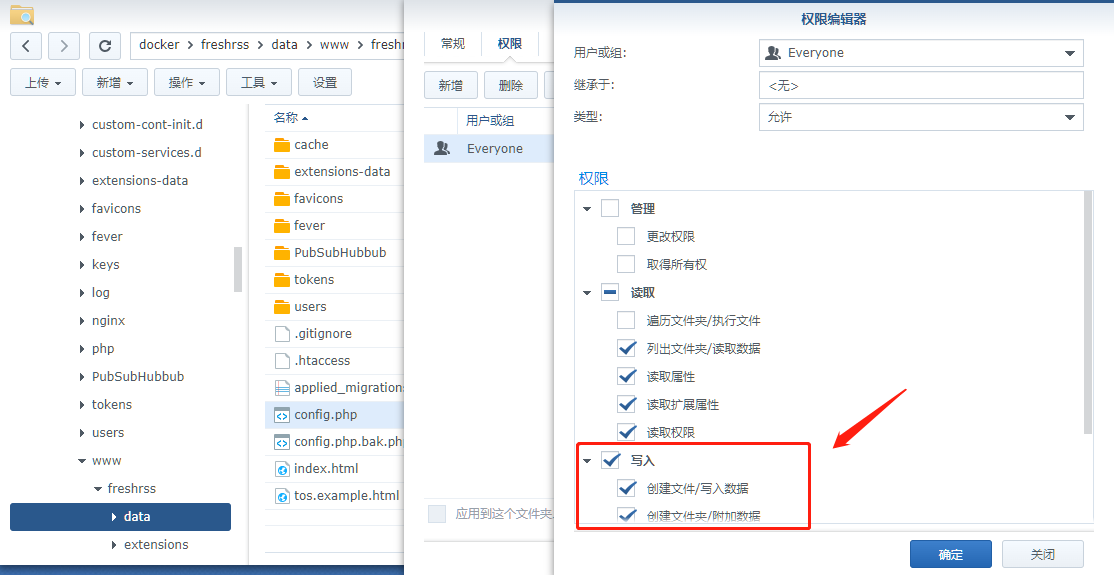 docker > freshrss > data > www > freshr
上传
新增
操作
工具
设置
custom-cont-init.d
custom-services.d
extensions-data
favicons
fever
keys
log
nginx
php
PubSubHubbub
tokens
users
www
freshrss
data
extensions
名称
cache
extensions-data
favicons
fever
PubSubHubbub
tokens
users
.gitignore
.htaccess
applied_migration
config.php
config.php.bak.ph
index.html
tos.example.html
常规
权限
新增
删除
用户或组
Everyone
应用到这个文件夹
权限编辑器
用户或组: Everyone
继承于: <无>
类型: 允许
权限
管理
更改权限
取得所有权
读取
遍历文件夹/执行文件
列出文件夹/读取数据
读取属性
读取扩展属性
读取权限
写入
创建文件/写入数据
创建文件夹/附加数据
确定
关闭